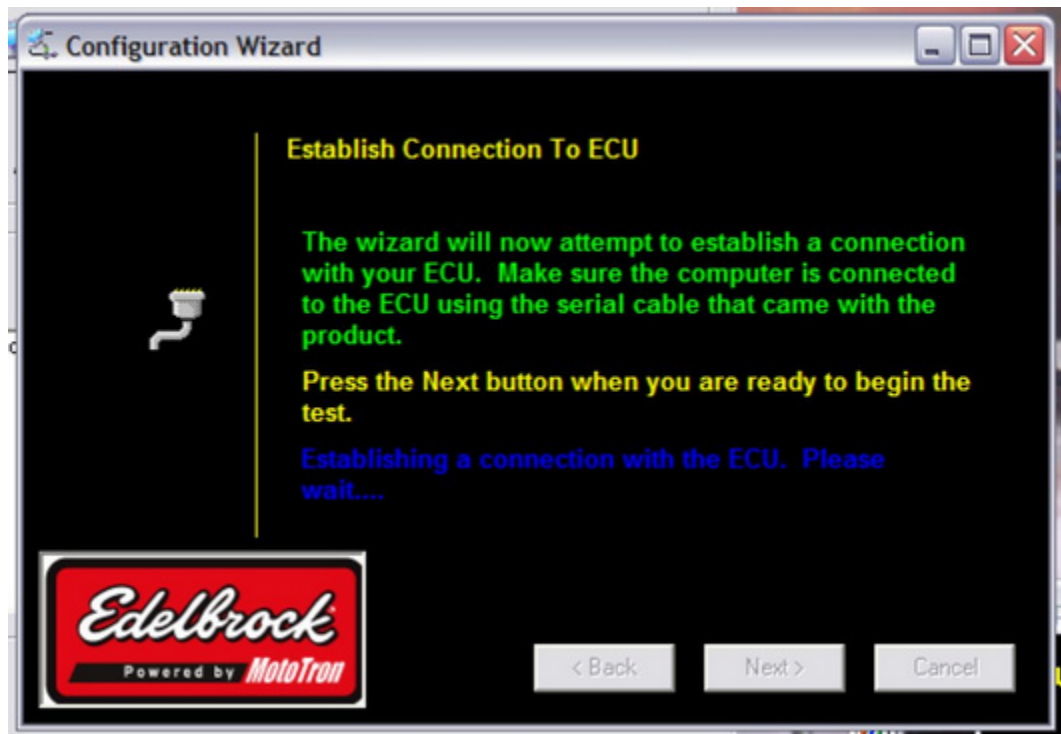 Configuration Wizard
Establish Connection To ECU
The wizard will now attempt to establish a connection
with your ECU.  Make sure the computer is connected
to the ECU using the serial cable that came with the
product.
Press the Next button when you are ready to begin the
test.
Establishing a connection with the ECU.  Please
wait....
Edelbrock
Powered by MotoTron
< Back
Next >
Cancel